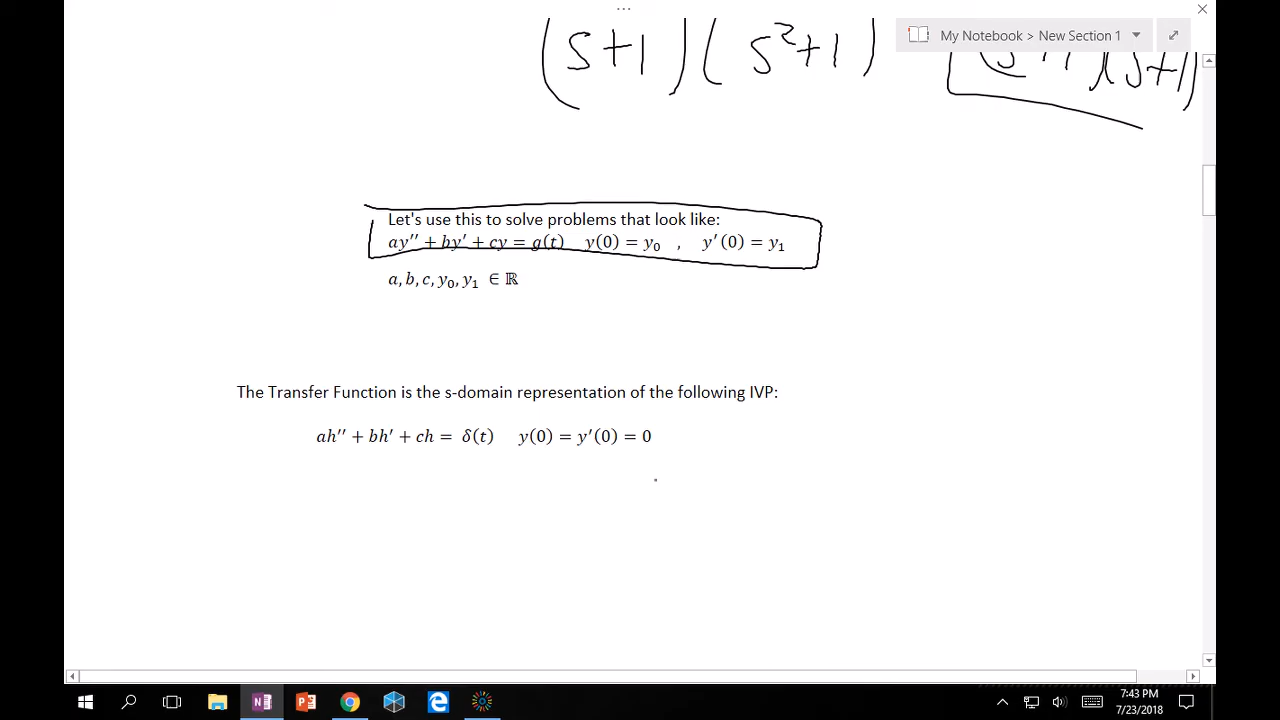 (s+1)(s²+1)
My Notebook > New Section 1
Let's use this to solve problems that look like:
ay′′ + by′ + cy = g(t) y(0) = y₀ , y′(0) = y₁
a, b, c, y₀, y₁ ∈ ℝ
The Transfer Function is the s-domain representation of the following IVP:
ah′′ + bh′ + ch = δ(t) y(0) = y′(0) = 0
7:43 PM
7/23/2018